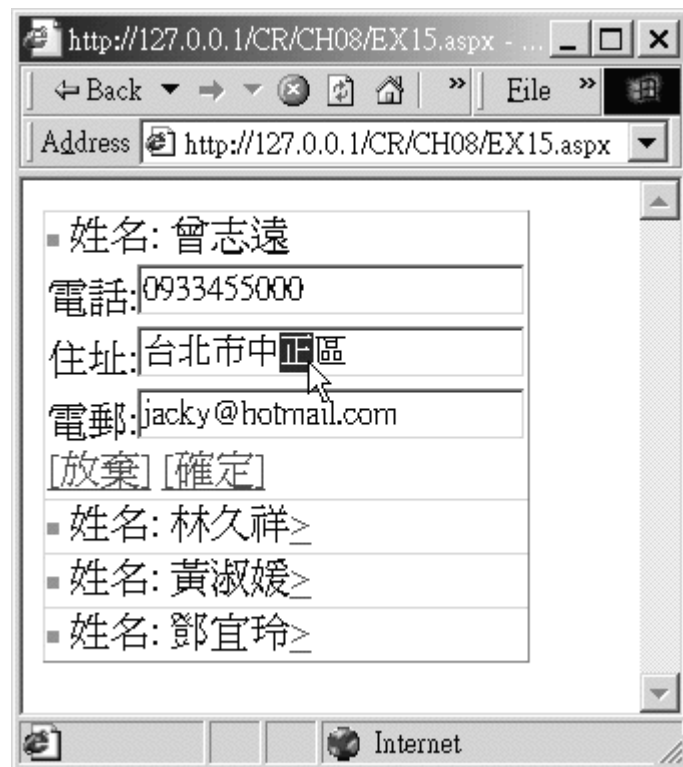 http://127.0.0.1/CR/CH08/EX15.aspx - ...
Back » File »
Address http://127.0.0.1/CR/CH08/EX15.aspx
姓名: 曾志遠
電話:0933455000
住址:台北市中正區
電郵:jacky@hotmail.com
[放棄] [確定]
姓名: 林久祥>
姓名: 黃淑媛>
姓名: 鄧宜玲>
Internet